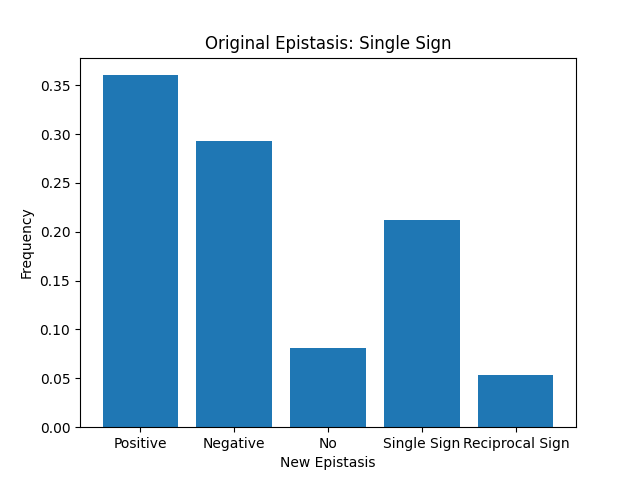 Original Epistasis: Single Sign
Frequency
0.35
0.30
0.25
0.20
0.15
0.10
0.05
0.00
Positive Negative No Single Sign Reciprocal Sign
New Epistasis